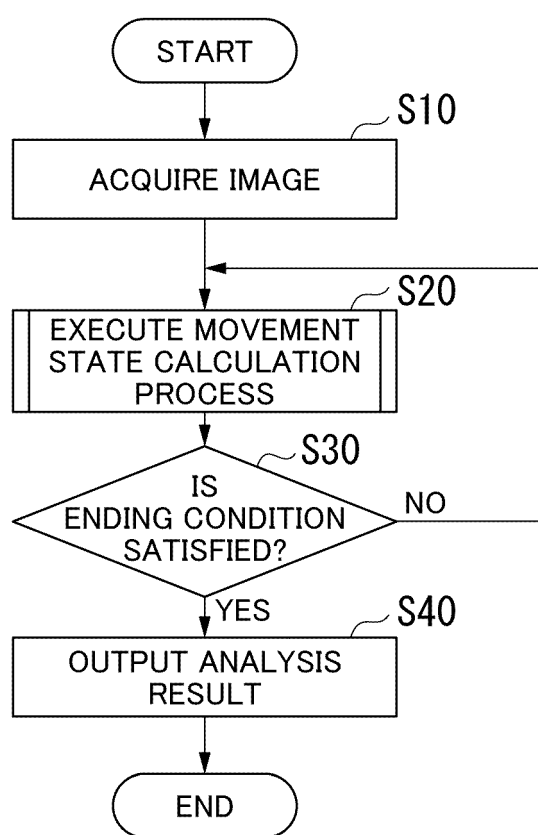 START
S10
ACQUIRE IMAGE
S20
EXECUTE MOVEMENT
STATE CALCULATION
PROCESS
S30
IS
ENDING CONDITION
SATISFIED?
NO
YES
S40
OUTPUT ANALYSIS
RESULT
END